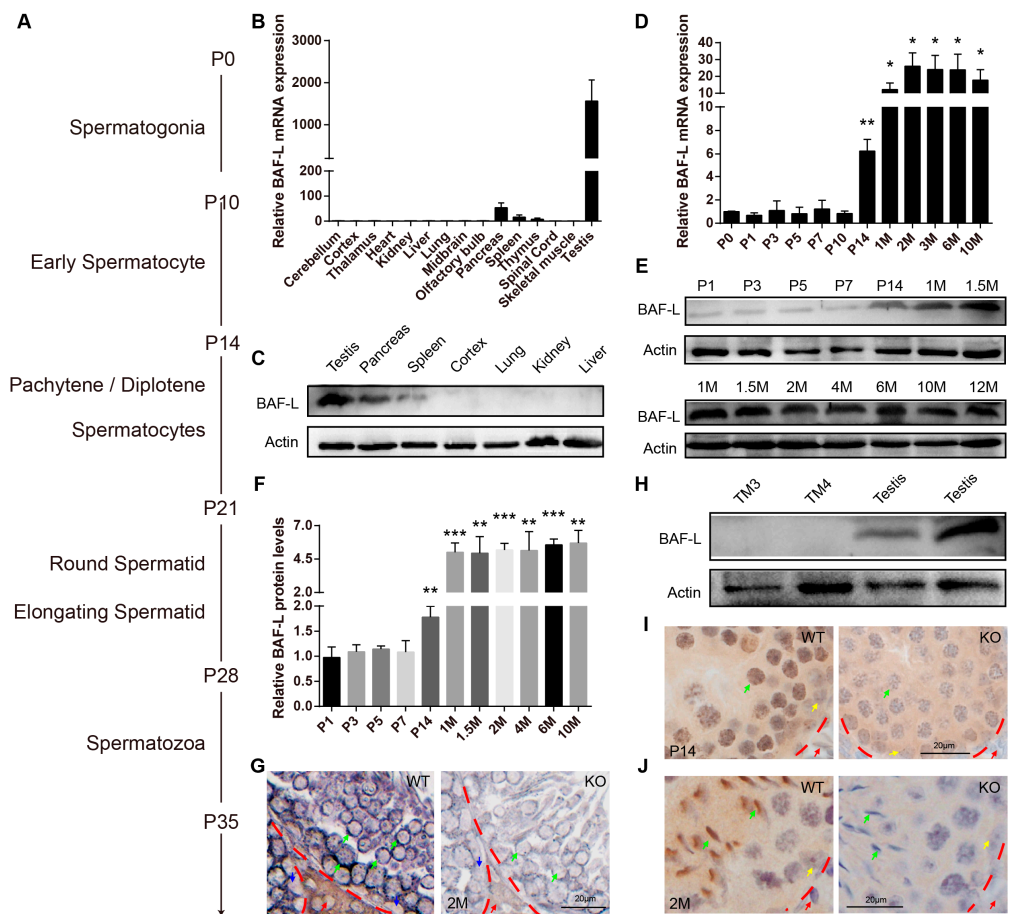 A
P0
Spermatogonia
P10
Early Spermatocyte
P14
Pachytene / Diplotene
Spermatocytes
P21
Round Spermatid
Elongating Spermatid
P28
Spermatozoa
P35
B
Relative BAF-L mRNA expression
3000
2000
1000
200
100
0
Cerebellum
Cortex
Thalamus
Heart
Kidney
Liver
Lung
Midbrain
Olfactory bulb
Pancreas
Spleen
Thymus
Spinal Cord
Skeletal muscle
Testis
C
Testis Pancreas Spleen Cortex Lung Kidney Liver
BAF-L
Actin
D
Relative BAF-L mRNA expression
40
30
20
10
10
8
6
4
2
0
** * * * * *
P0 P1 P3 P5 P7 P10 P14 1M 2M 3M 6M 10M
E
P1 P3 P5 P7 P14 1M 1.5M
BAF-L
Actin
1M 1.5M 2M 4M 6M 10M 12M
BAF-L
Actin
F
Relative BAF-L protein levels
7.0
4.5
2.0
2.0
1.5
1.0
0.5
0.0
** *** ** *** ** *** **
P1 P3 P5 P7 P14 1M 1.5M 2M 4M 6M 10M
G
WT KO
2M 20μm
H
TM3 TM4 Testis Testis
BAF-L
Actin
I
WT KO
P14 20μm
J
WT KO
2M 20μm